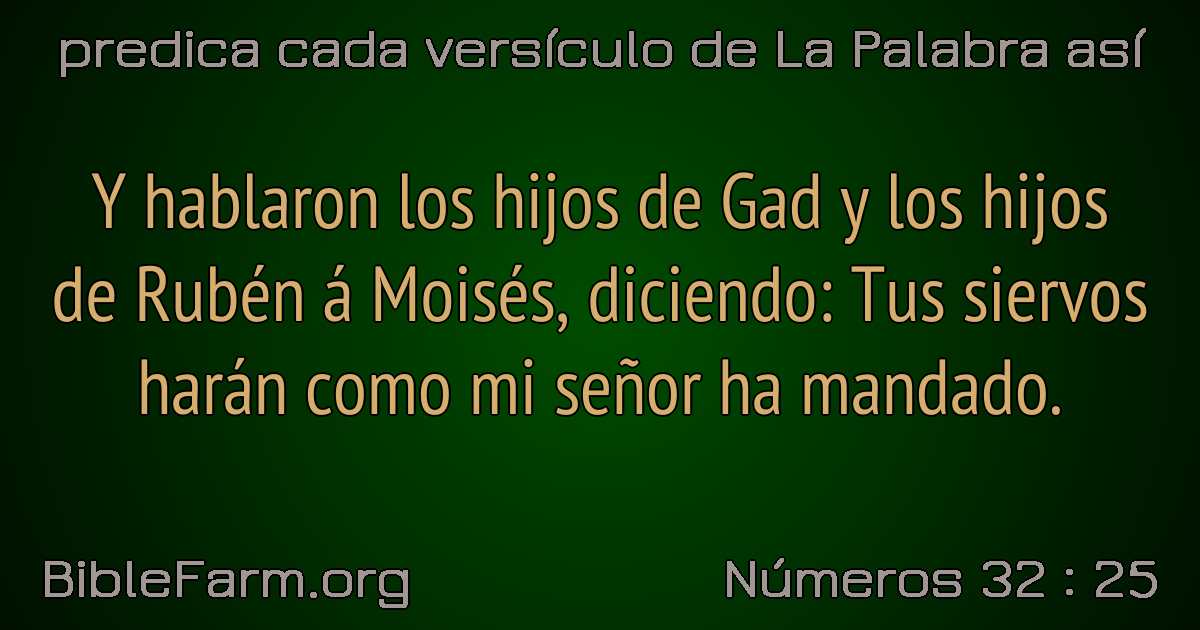 predica cada versículo de La Palabra así
Y hablaron los hijos de Gad y los hijos
de Rubén á Moisés, diciendo: Tus siervos
harán como mi señor ha mandado.
BibleFarm.org
Números 32 : 25